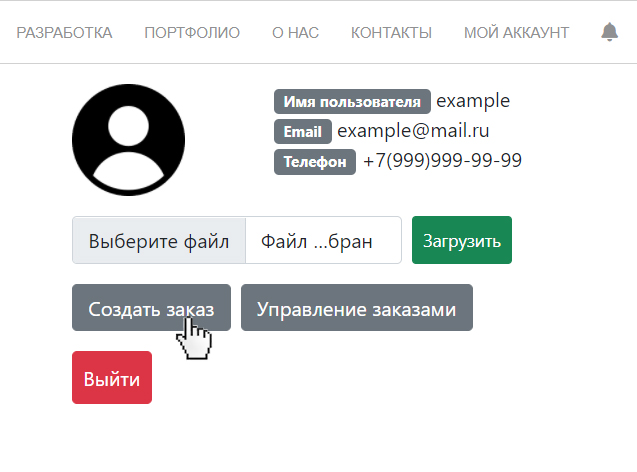 РАЗРАБОТКА ПОРТФОЛИО О НАС КОНТАКТЫ МОЙ АККАУНТ
Имя пользователя example
Email example@mail.ru
Телефон +7(999)999-99-99
Выберите файл Файл ...бран Загрузить
Создать заказ Управление заказами
Выйти